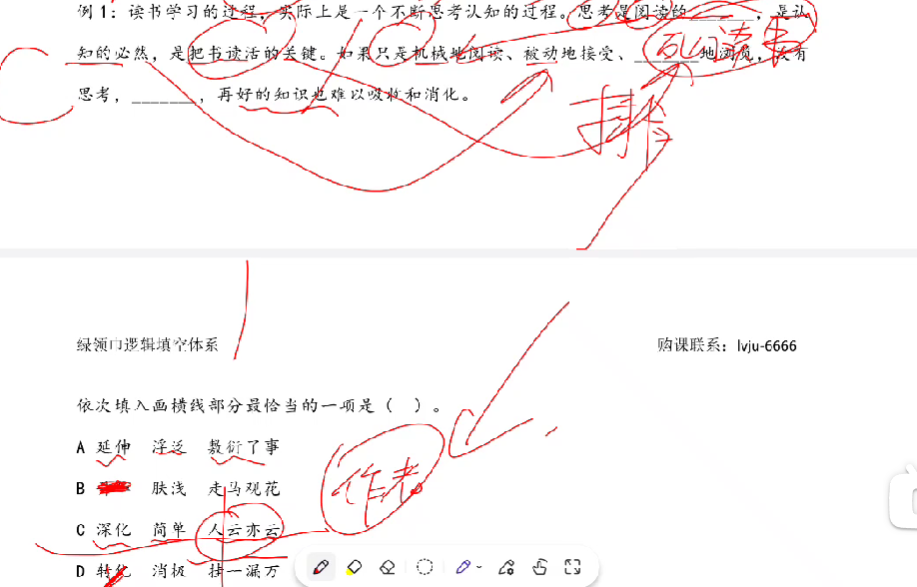 例1：读书学习的过程，实际上是一个不断思考认知的过程。思考是阅读的______，是认
知的必然，是把书读活的关键。如果只是机械地阅读、被动地接受、______地浏览，没有
思考，______，再好的知识也难以吸收和消化。
绿领巾逻辑填空体系
购课联系：lvju-6666
依次填入画横线部分最恰当的一项是（ ）。
A 延伸 浮泛 敷衍了事
B 肤浅 走马观花
作者
C 深化 简单 人云亦云
D 转化 消极 挂一漏万